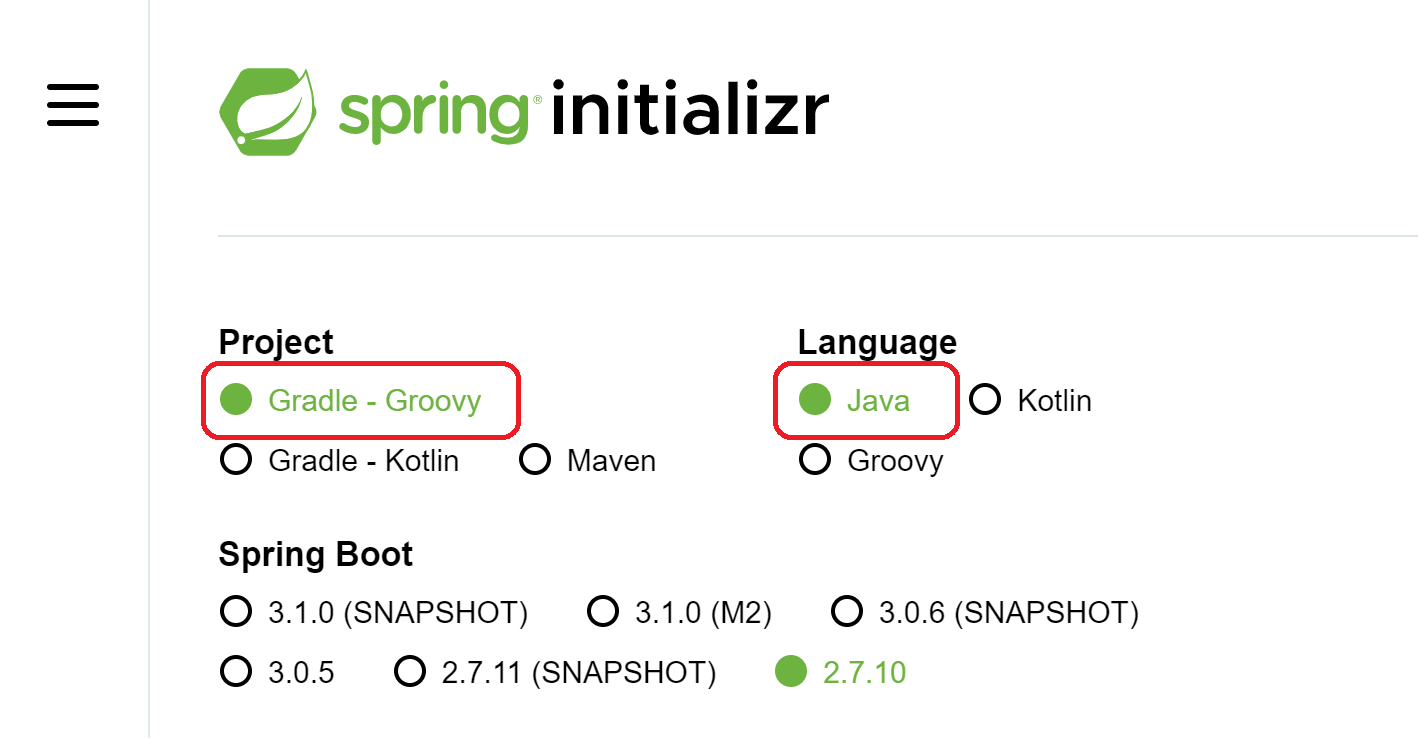 spring® initializr
Project
Gradle - Groovy
Gradle - Kotlin Maven
Language
Java Kotlin
Groovy
Spring Boot
3.1.0 (SNAPSHOT) 3.1.0 (M2) 3.0.6 (SNAPSHOT)
3.0.5 2.7.11 (SNAPSHOT) 2.7.10